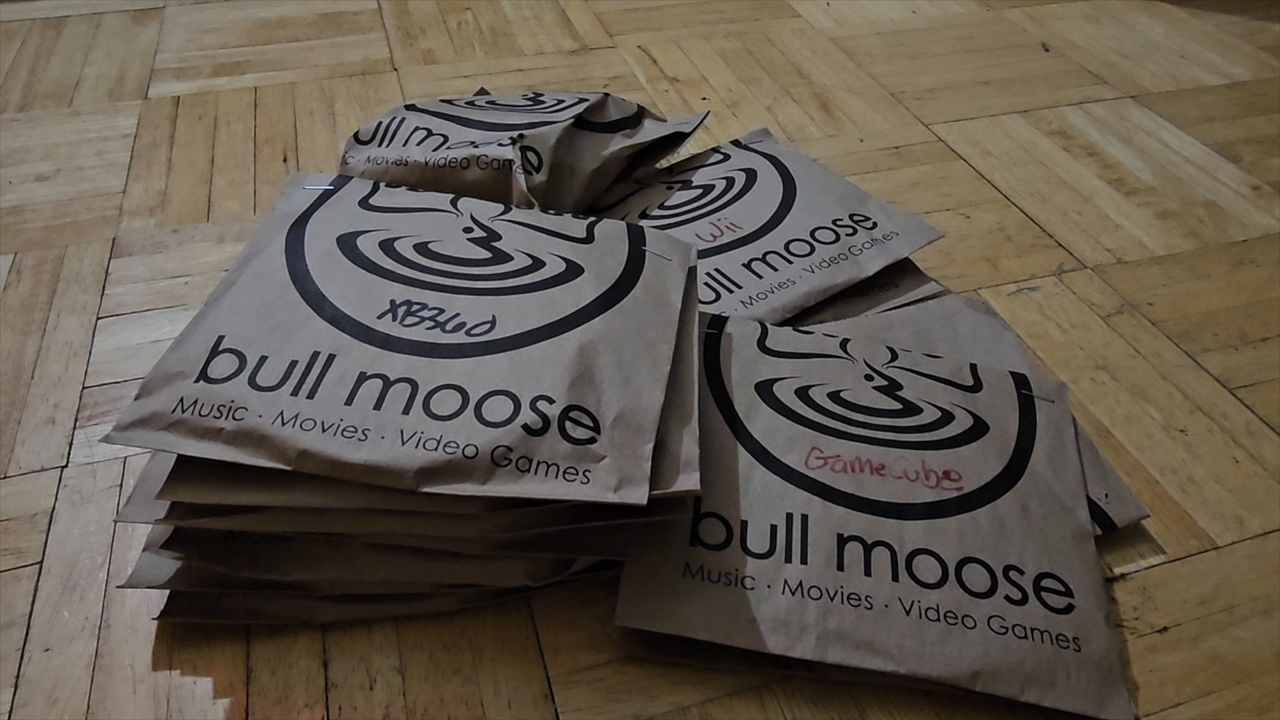 ull moose
c · Movies · Video Games
Wii
ull moose
· Movies · Video Games
XB360
bull moose
Music · Movies · Video Games
GameCube
bull moose
Music · Movies · Video Games